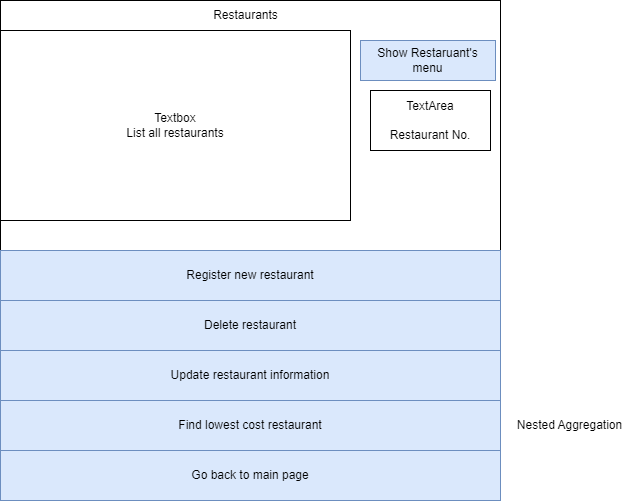 Restaurants
Show Restaruant's
menu
Textbox
List all restaurants
TextArea
Restaurant No.
Register new restaurant
Delete restaurant
Update restaurant information
Find lowest cost restaurant
Nested Aggregation
Go back to main page